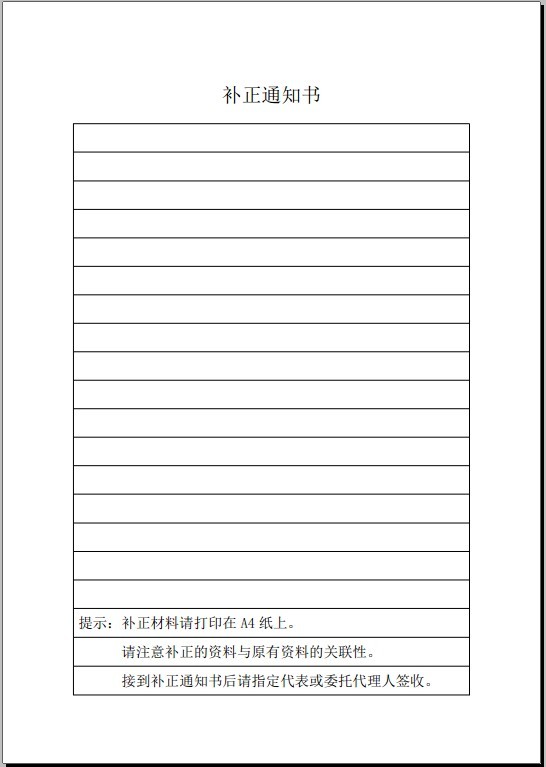 补正通知书
提示：补正材料请打印在 A4 纸上。
请注意补正的资料与原有资料的关联性。
接到补正通知书后请指定代表或委托代理人签收。